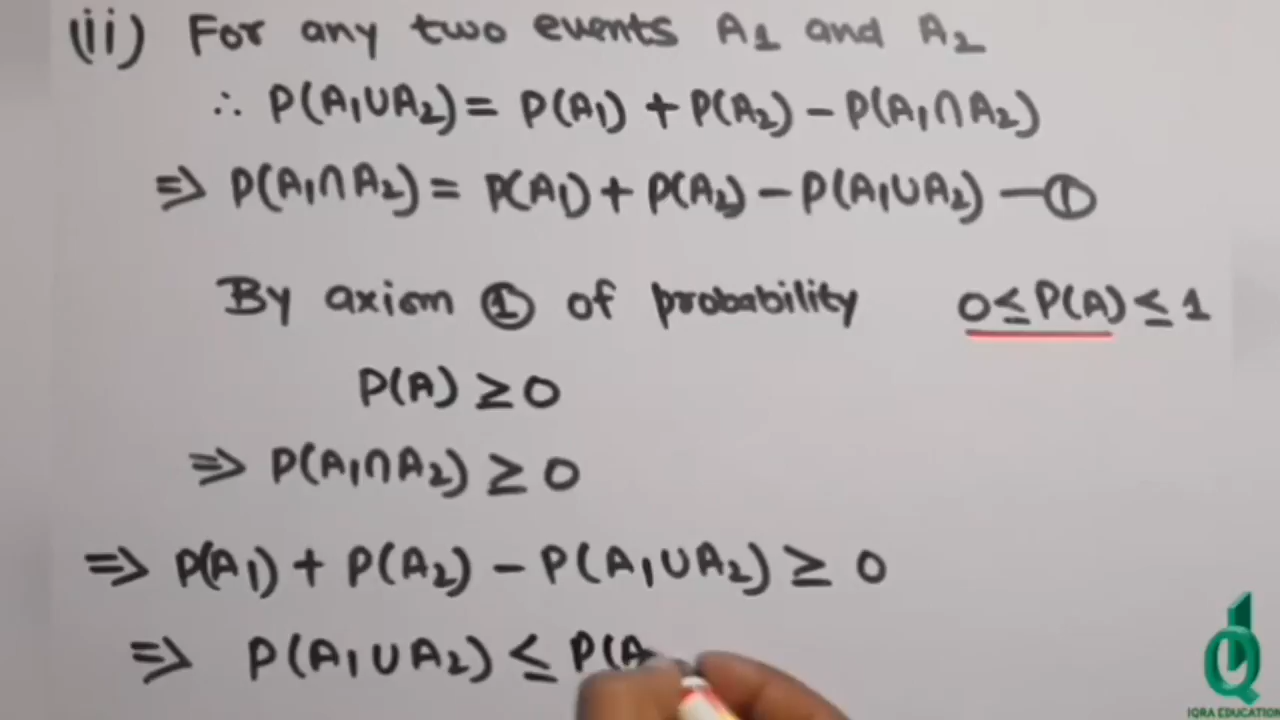 (ii) For any two events A₁ and A₂
∴ P(A₁∪A₂) = P(A₁) + P(A₂) − P(A₁∩A₂)
⇒ P(A₁∩A₂) = P(A₁) + P(A₂) − P(A₁∪A₂) — ①
By axiom ① of probability 0 ≤ P(A) ≤ 1
P(A) ≥ 0
⇒ P(A₁∩A₂) ≥ 0
⇒ P(A₁) + P(A₂) − P(A₁∪A₂) ≥ 0
⇒ P(A₁∪A₂) ≤ P(A
IQRA EDUCATION